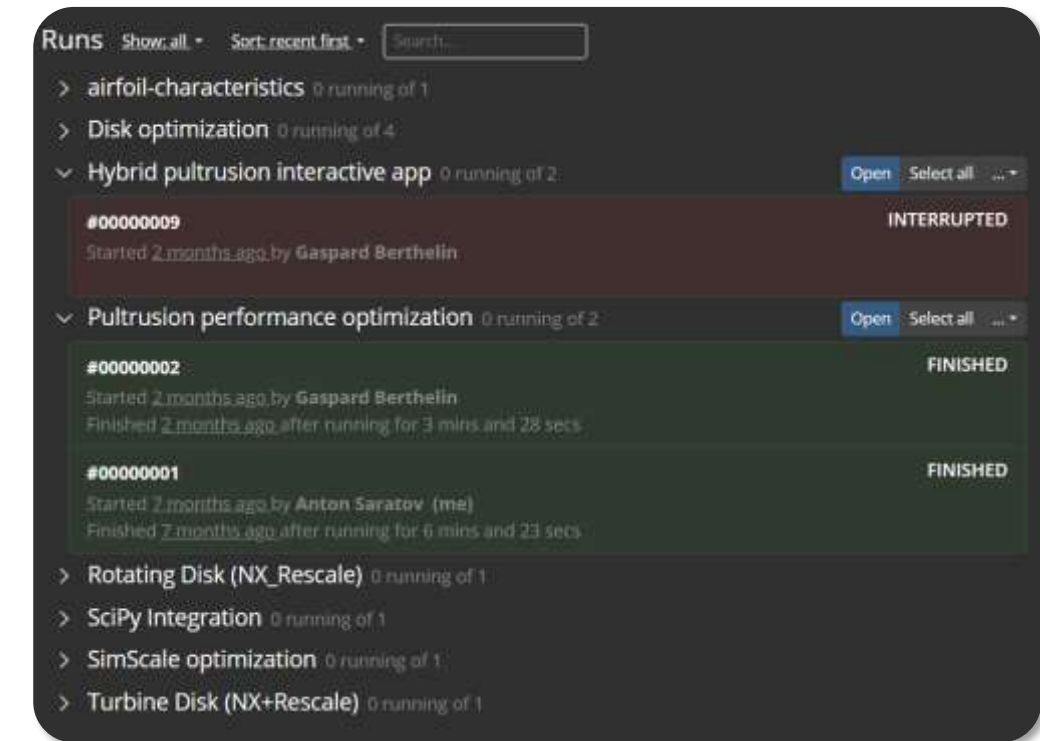 Runs Show: all Sort: recent first Search...
airfoil-characteristics 0 running of 1
Disk optimization 0 running of 4
Hybrid pultrusion interactive app 0 running of 2 Open Select all ...
#00000009 INTERRUPTED
Started 2 months ago by Gaspard Berthelin
Pultrusion performance optimization 0 running of 2 Open Select all ...
#00000002 FINISHED
Started 2 months ago by Gaspard Berthelin
Finished 2 months ago after running for 3 mins and 28 secs
#00000001 FINISHED
Started 7 months ago by Anton Saratov (me)
Finished 7 months ago after running for 6 mins and 23 secs
Rotating Disk (NX_Rescale) 0 running of 1
SciPy Integration 0 running of 1
SimScale optimization 0 running of 1
Turbine Disk (NX+Rescale) 0 running of 1